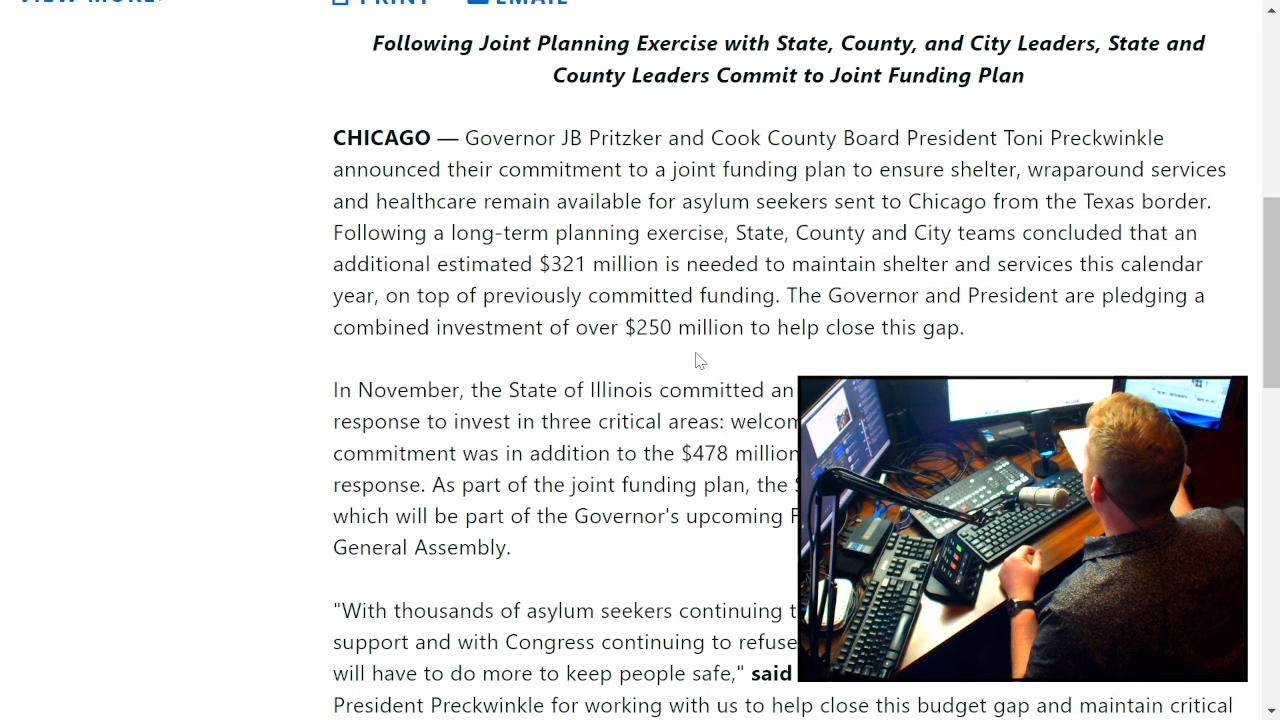 VIEW MORE
PRINT EMAIL
Following Joint Planning Exercise with State, County, and City Leaders, State and
County Leaders Commit to Joint Funding Plan
CHICAGO — Governor JB Pritzker and Cook County Board President Toni Preckwinkle
announced their commitment to a joint funding plan to ensure shelter, wraparound services
and healthcare remain available for asylum seekers sent to Chicago from the Texas border.
Following a long-term planning exercise, State, County and City teams concluded that an
additional estimated $321 million is needed to maintain shelter and services this calendar
year, on top of previously committed funding. The Governor and President are pledging a
combined investment of over $250 million to help close this gap.
In November, the State of Illinois committed an
response to invest in three critical areas: welcom
commitment was in addition to the $478 million
response. As part of the joint funding plan, the
which will be part of the Governor's upcoming
General Assembly.
"With thousands of asylum seekers continuing t
support and with Congress continuing to refuse
will have to do more to keep people safe," said
President Preckwinkle for working with us to help close this budget gap and maintain critical